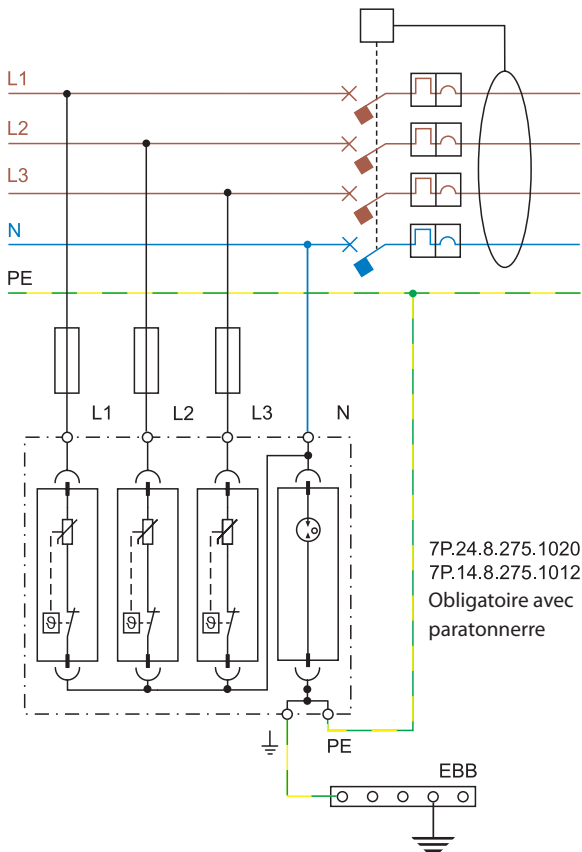 L1
L2
L3
N
PE
L1 L2 L3 N
ϑ ϑ ϑ
7P.24.8.275.1020
7P.14.8.275.1012
Obligatoire avec
paratonnerre
PE
EBB